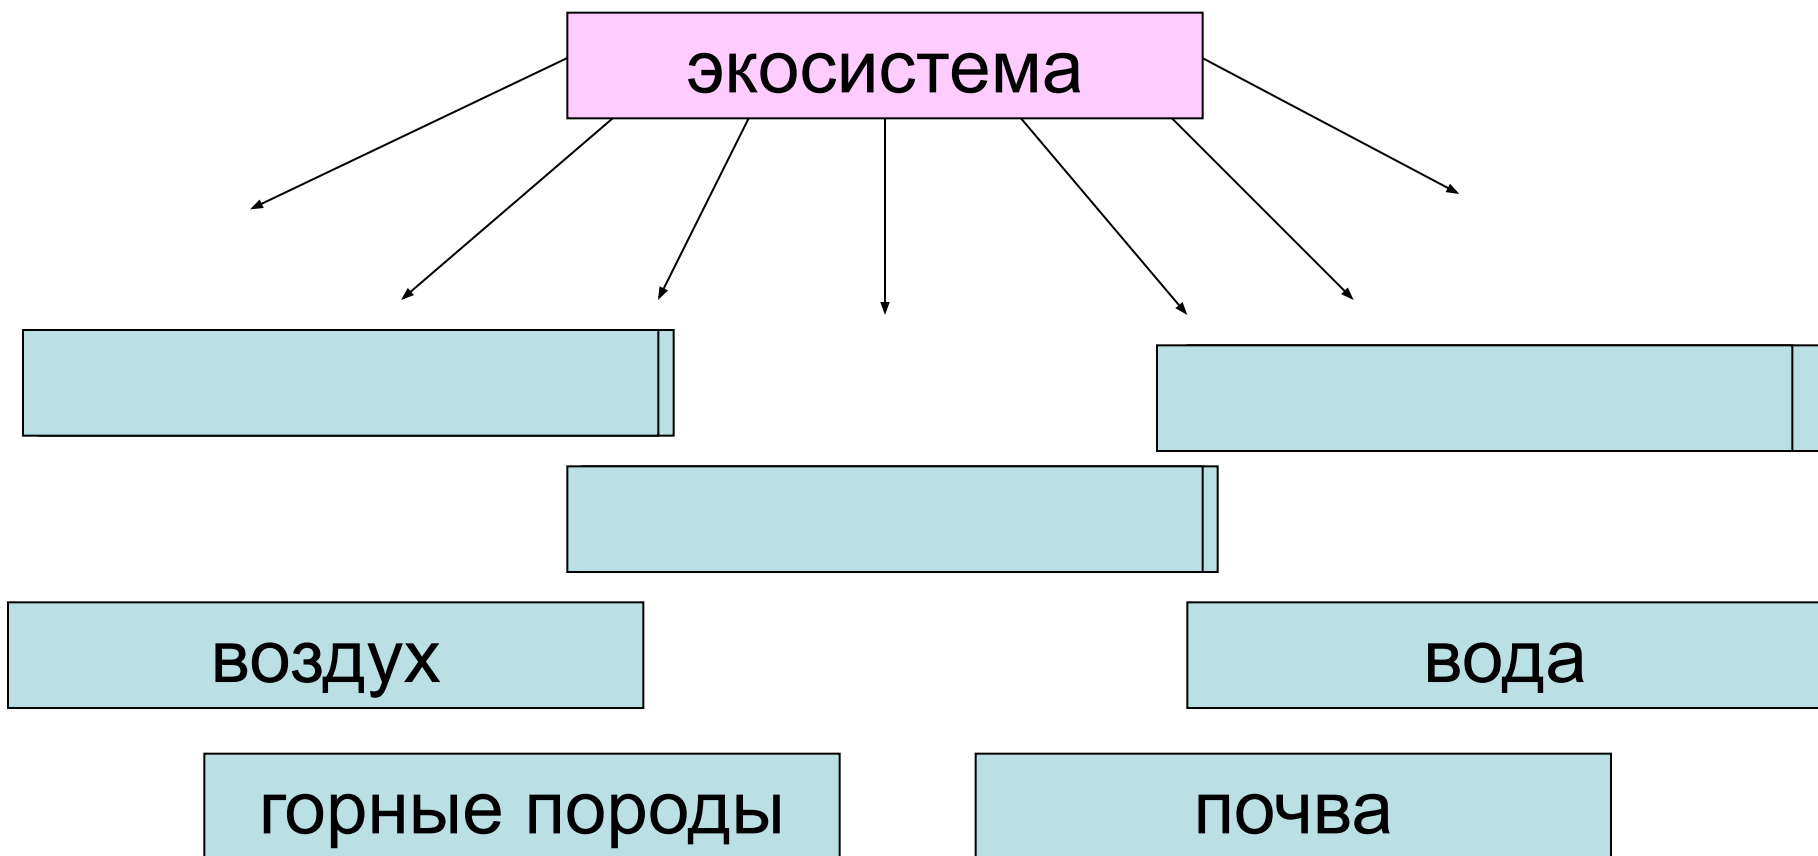 экосистема
воздух
вода
горные породы
почва